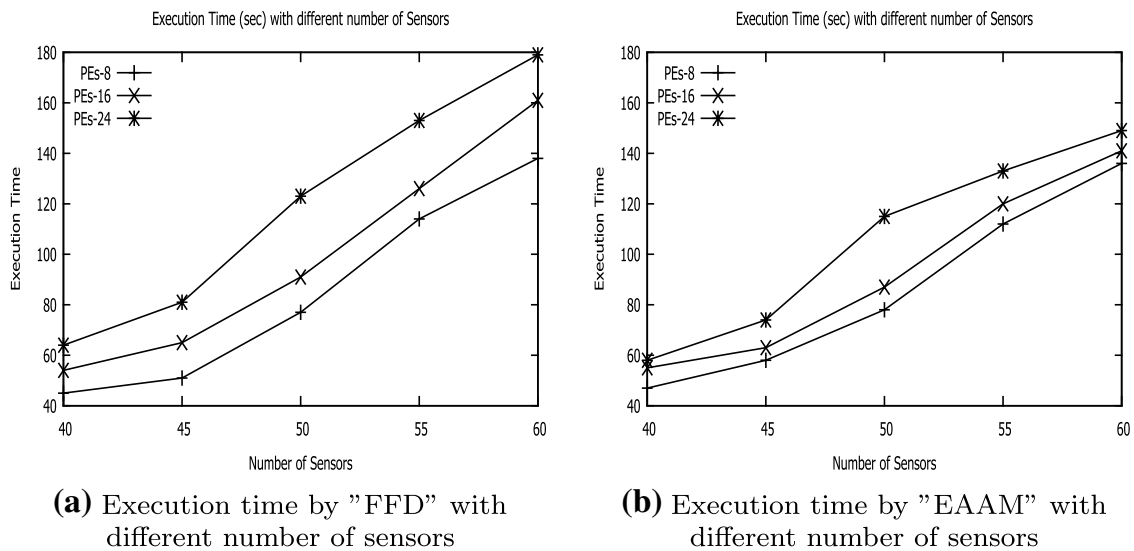 Execution Time (sec) with different number of Sensors
180
160
140
120
100
80
60
40
Execution Time
PEs-8
PEs-16
PEs-24
40 45 50 55 60
Number of Sensors
(a) Execution time by ”FFD” with
different number of sensors
Execution Time (sec) with different number of Sensors
180
160
140
120
100
80
60
40
Execution Time
PEs-8
PEs-16
PEs-24
40 45 50 55 60
Number of Sensors
(b) Execution time by ”EAAM” with
different number of sensors